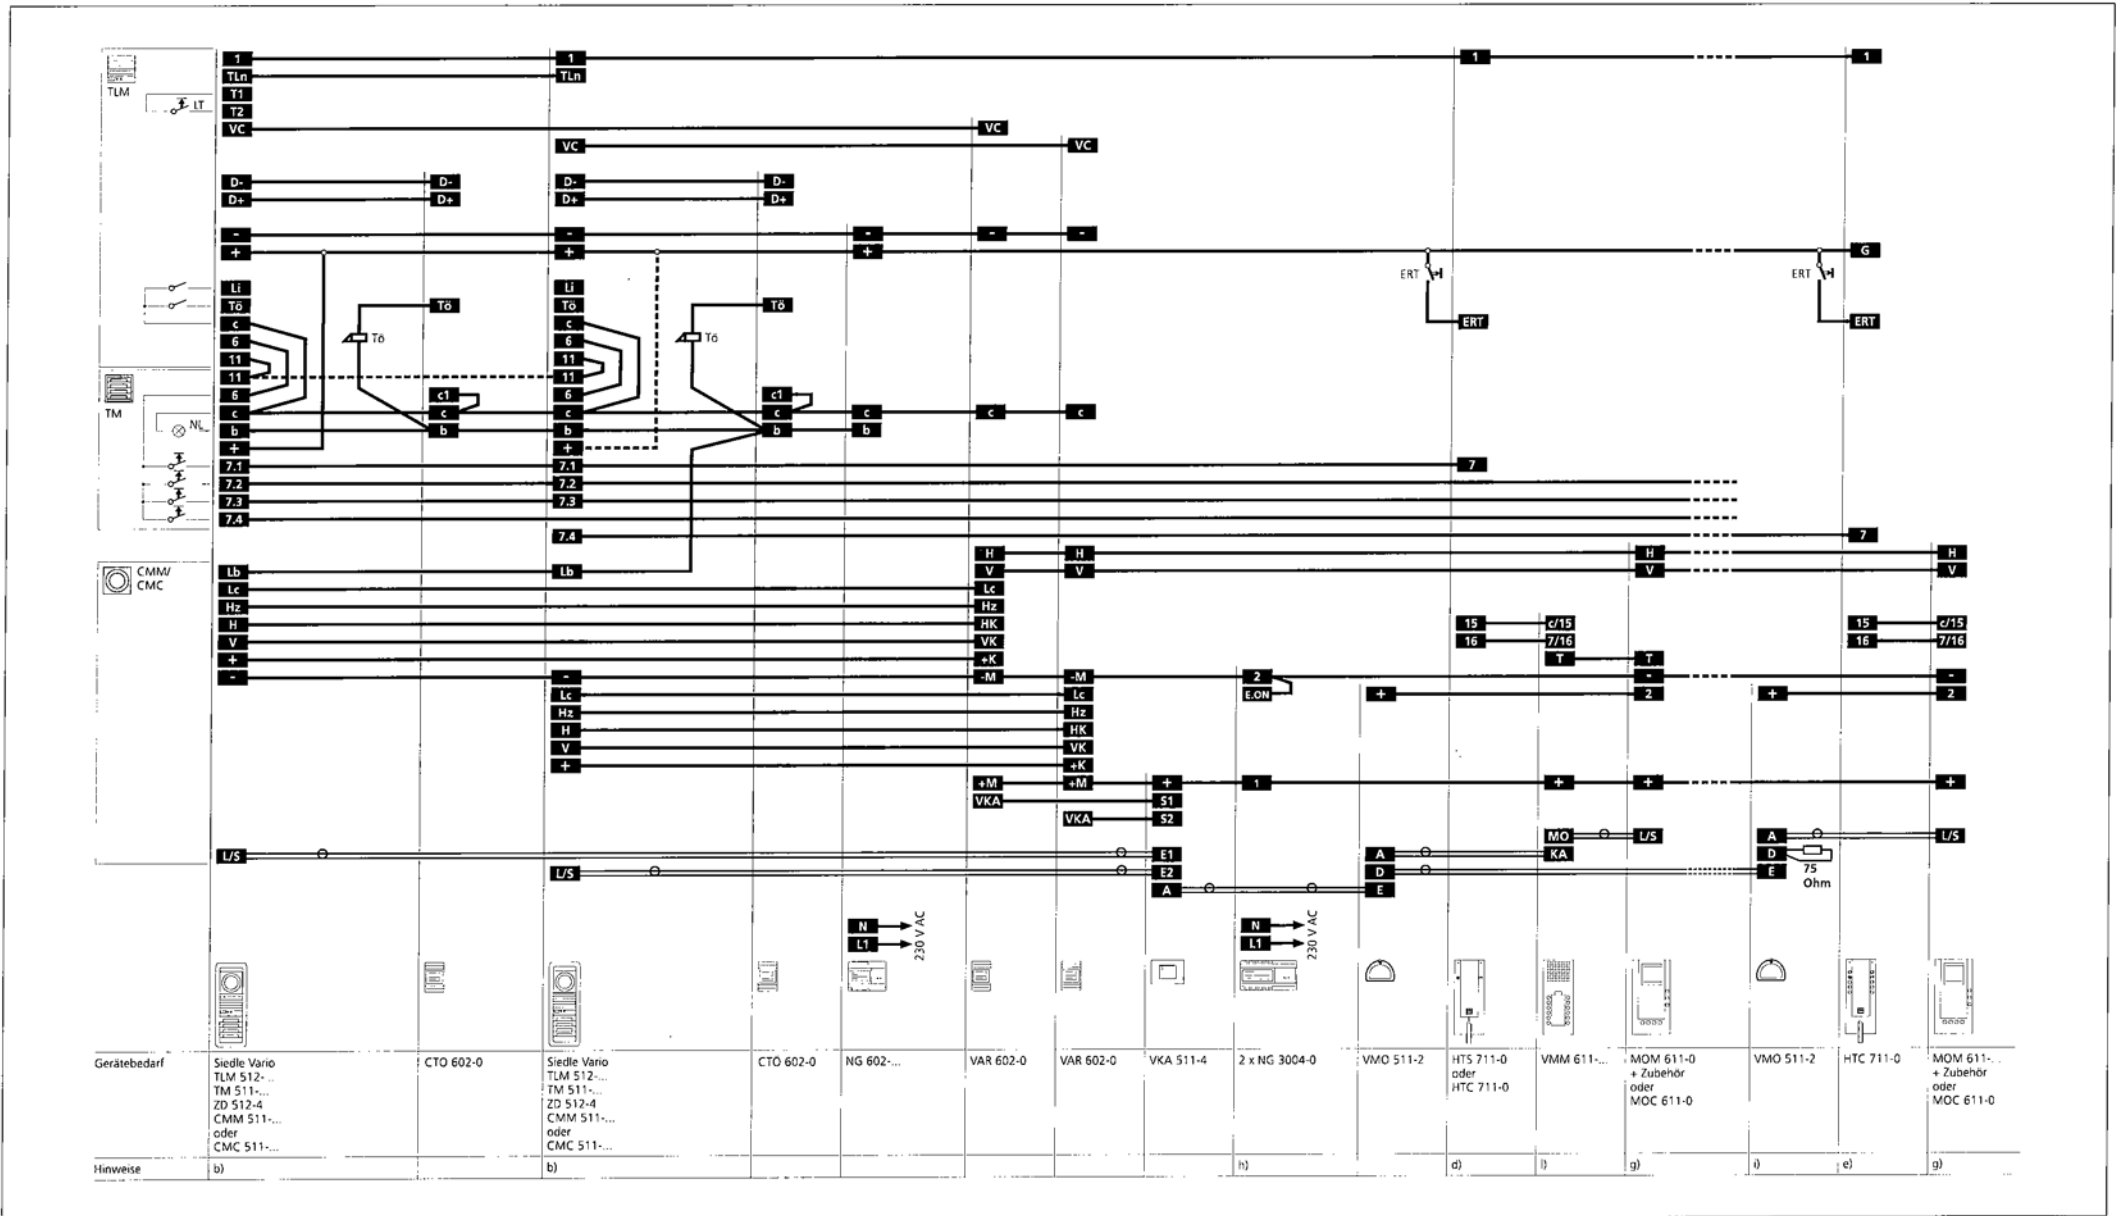 1 1 1 1
TLM TLn TLn
T1
LT T2
VC VC
VC VC
D- D- D- D-
D+ D+ D+ D+
- - - - -
+ + + G
ERT ERT
Li Li
Tö Tö Tö Tö
c c ERT ERT
6 Tö 6 Tö
11 11
11 11
6 c1 6 c1
TM c c c c c c c
NL b b b b b
+ +
7.1 7.1 7
7.2 7.2
7.3 7.3
7.4
7.4 7
H H H H
CMM/ Lb Lb V V V V
CMC Lc Lc
Hz Hz
H HK 15 c/15 15 c/15
V VK 16 7/16 16 7/16
+ +K T T
- - -M -M 2 - -
Lc Lc E.ON + 2 + 2
Hz Hz
H HK
V VK
+ +K
+M +M + 1 + + +
VKA S1
VKA S2
MO L/S A L/S
L/S E1 A KA D
L/S E2 D E 75
A E Ohm
N N
L1 230 V AC L1 230 V AC
Gerätebedarf
Siedle Vario
TLM 512-...
TM 511-...
ZD 512-4
CMM 511-...
oder
CMC 511-...
CTÖ 602-0
Siedle Vario
TLM 512-...
TM 511-...
ZD 512-4
CMM 511-...
oder
CMC 511-...
CTÖ 602-0
NG 602-...
VAR 602-0
VAR 602-0
VKA 511-4
2 x NG 3004-0
VMO 511-2
HTS 711-0
oder
HTC 711-0
VMM 611-...
MOM 611-0
+ Zubehör
oder
MOC 611-0
VMO 511-2
HTC 711-0
MOM 611-...
+ Zubehör
oder
MOC 611-0
Hinweise b) b) h) d) g) i) e) g)